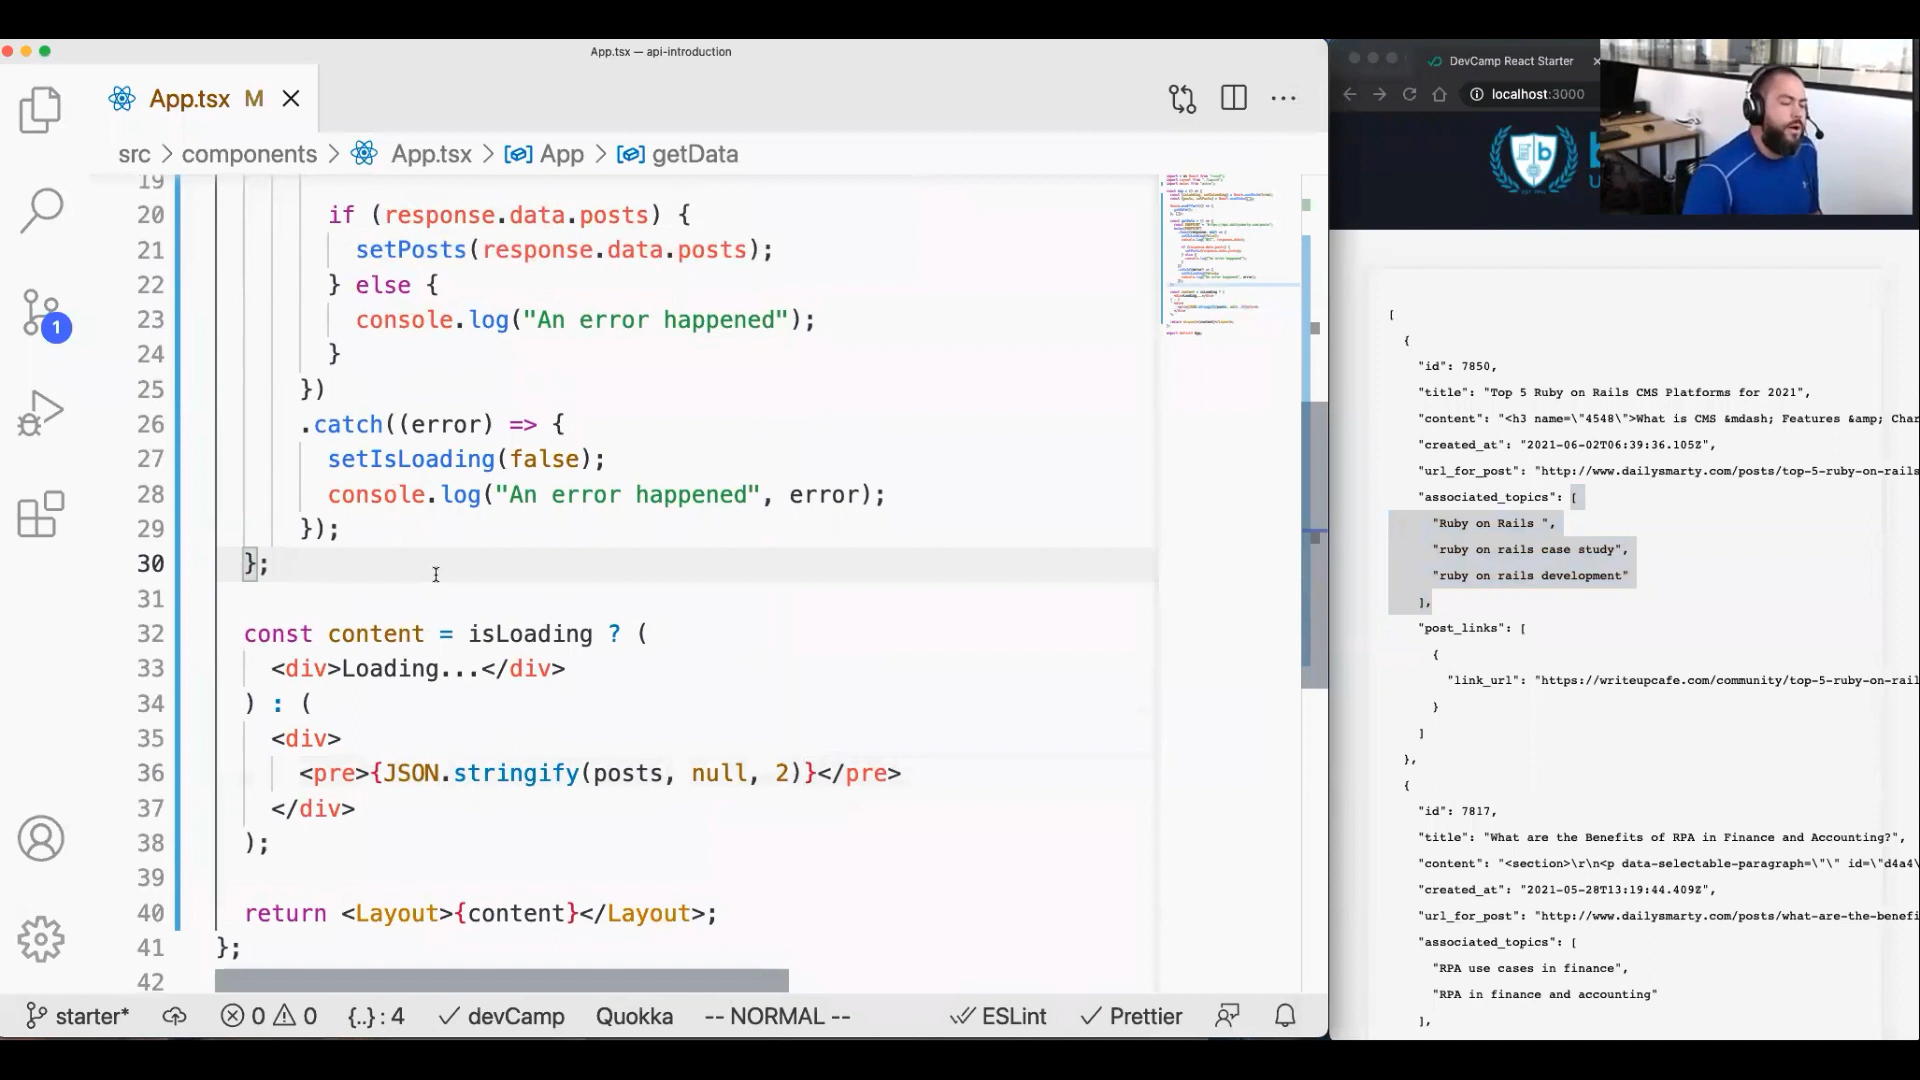 App.tsx — api-introduction
App.tsx M
src > components > App.tsx > App > getData
19
20 if (response.data.posts) {
21 setPosts(response.data.posts);
22 } else {
23 console.log("An error happened");
24 }
25 })
26 .catch((error) => {
27 setIsLoading(false);
28 console.log("An error happened", error);
29 });
30 };
31
32 const content = isLoading ? (
33 <div>Loading...</div>
34 ) : (
35 <div>
36 <pre>{JSON.stringify(posts, null, 2)}</pre>
37 </div>
38 );
39
40 return <Layout>{content}</Layout>;
41 };
42
1
starter* 0 0 {..} : 4 devCamp Quokka -- NORMAL -- ESLint Prettier
DevCamp React Starter
localhost:3000
b
[
{
"id": 7850,
"title": "Top 5 Ruby on Rails CMS Platforms for 2021",
"content": "<h3 name=\"4548\">What is CMS &mdash; Features &amp; Char
"created_at": "2021-06-02T06:39:36.105Z",
"url_for_post": "http://www.dailysmarty.com/posts/top-5-ruby-on-rails
"associated_topics": [
"Ruby on Rails ",
"ruby on rails case study",
"ruby on rails development"
],
"post_links": [
{
"link_url": "https://writeupcafe.com/community/top-5-ruby-on-rail
}
]
},
{
"id": 7817,
"title": "What are the Benefits of RPA in Finance and Accounting?",
"content": "<section>\r\n<p data-selectable-paragraph=\"\" id=\"d4a4\
"created_at": "2021-05-28T13:19:44.409Z",
"url_for_post": "http://www.dailysmarty.com/posts/what-are-the-benefi
"associated_topics": [
"RPA use cases in finance",
"RPA in finance and accounting"
],